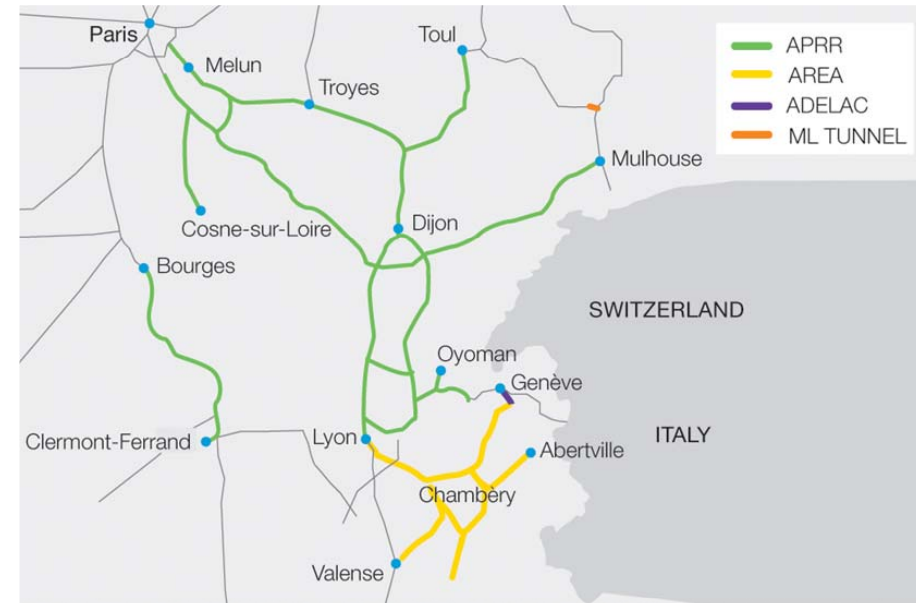 Paris
Toul
Melun
Troyes
APRR
AREA
ADELAC
ML TUNNEL
Mulhouse
Cosne-sur-Loire
Dijon
Bourges
SWITZERLAND
Oyoman
Genève
Clermont-Ferrand
Lyon
ITALY
Abertville
Chambèry
Valense